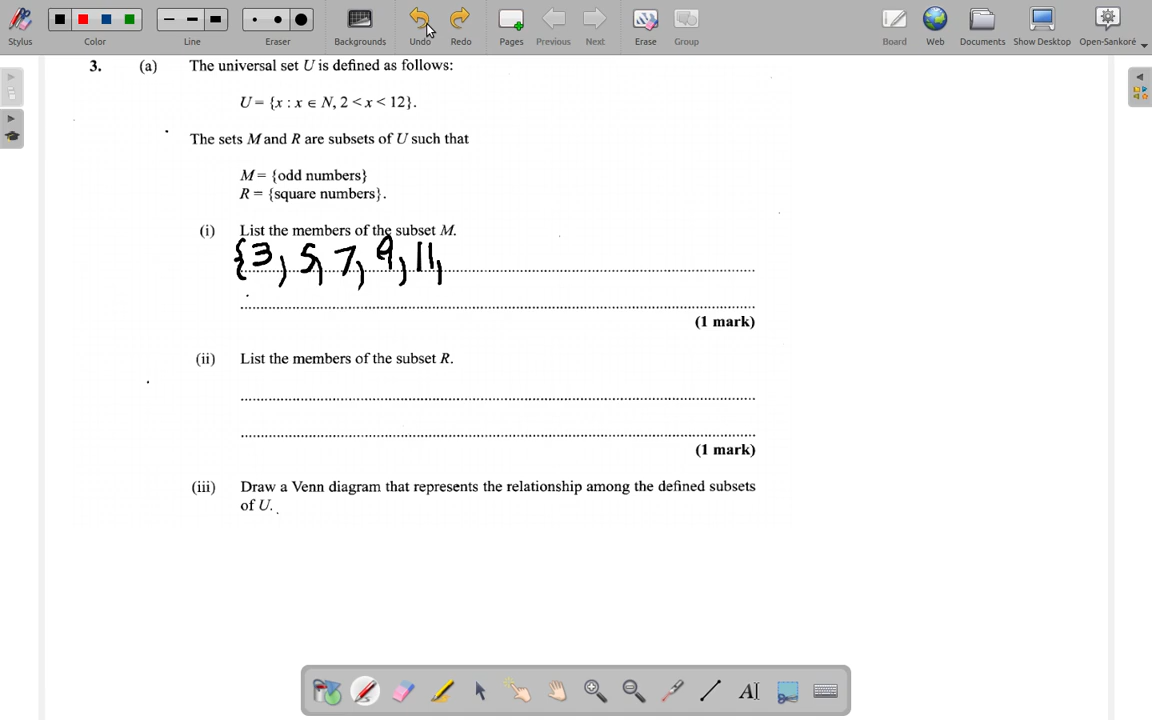 Stylus Color Line Eraser Backgrounds Undo Redo Pages Previous Next Erase Group Board Web Documents Show Desktop Open-Sankoré
3. (a) The universal set U is defined as follows:
U = {x : x ∈ N, 2 < x < 12}.
The sets M and R are subsets of U such that
M = {odd numbers}
R = {square numbers}.
(i) List the members of the subset M.
{3, 5, 7, 9, 11,
(1 mark)
(ii) List the members of the subset R.
(1 mark)
(iii) Draw a Venn diagram that represents the relationship among the defined subsets
of U.